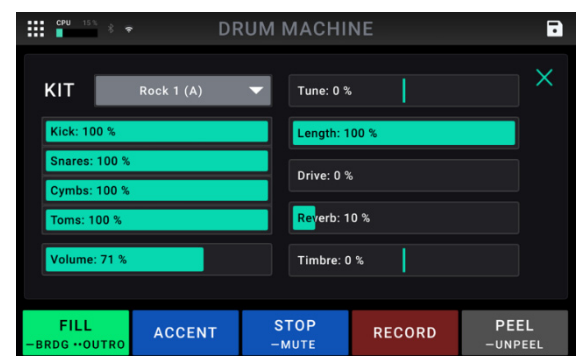 CPU 15% DRUM MACHINE
KIT Rock 1 (A) Tune: 0 %
Kick: 100 % Length: 100 %
Snares: 100 %
Drive: 0 %
Cymbs: 100 %
Toms: 100 % Reverb: 10 %
Volume: 71 % Timbre: 0 %
FILL ACCENT STOP RECORD PEEL
—BRDG ••OUTRO —MUTE —UNPEEL